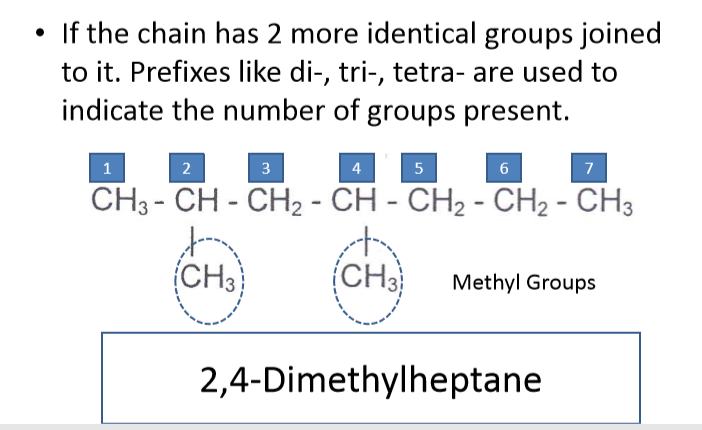 • If the chain has 2 more identical groups joined
to it. Prefixes like di-, tri-, tetra- are used to
indicate the number of groups present.
1 2 3 4 5 6 7
CH₃ - CH - CH₂ - CH - CH₂ - CH₂ - CH₃
CH₃ CH₃ Methyl Groups
2,4-Dimethylheptane